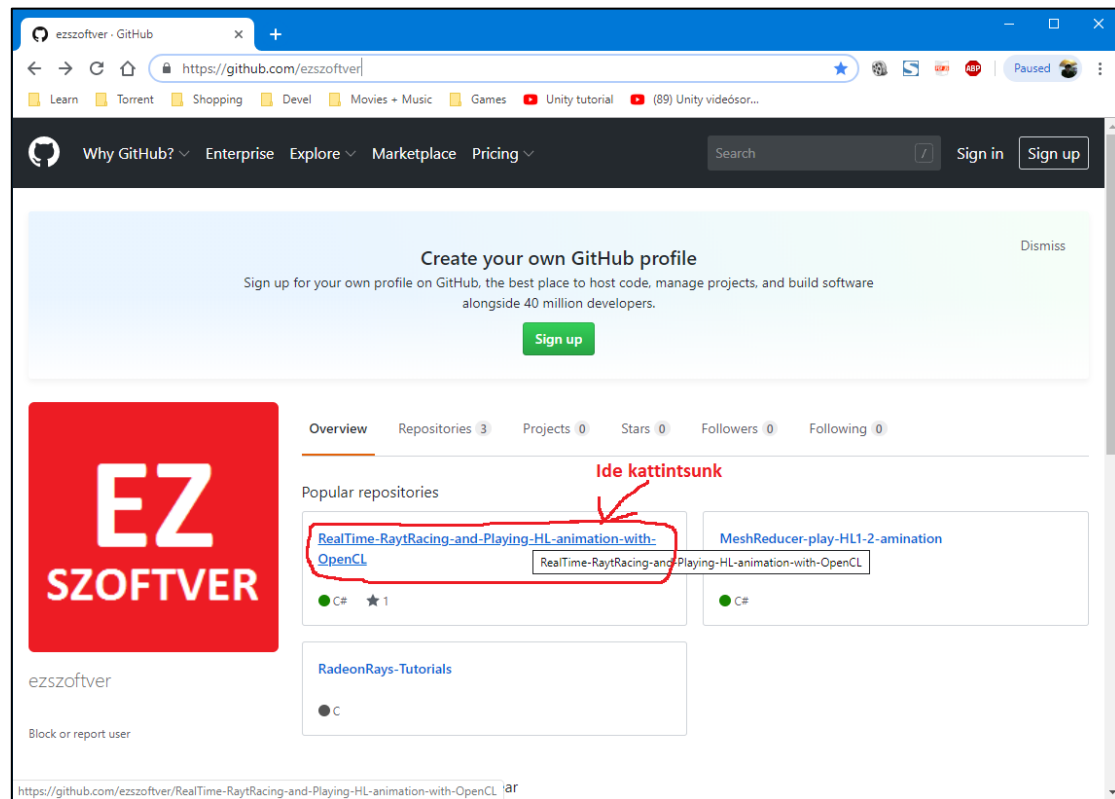 ezszoftver · GitHub
https://github.com/ezszoftver
Paused
Learn Torrent Shopping Devel Movies + Music Games Unity tutorial (89) Unity videósor...
Why GitHub? Enterprise Explore Marketplace Pricing Search / Sign in Sign up
Dismiss
Create your own GitHub profile
Sign up for your own profile on GitHub, the best place to host code, manage projects, and build software
alongside 40 million developers.
Sign up
EZ
SZOFTVER
Overview Repositories 3 Projects 0 Stars 0 Followers 0 Following 0
Ide kattintsunk
Popular repositories
RealTime-RaytRacing-and-Playing-HL-animation-with-
OpenCL
RealTime-RaytRacing-and-Playing-HL-animation-with-OpenCL
C# 1
MeshReducer-play-HL1-2-amination
C#
RadeonRays-Tutorials
C
ezszoftver
Block or report user
https://github.com/ezszoftver/RealTime-RaytRacing-and-Playing-HL-animation-with-OpenCL